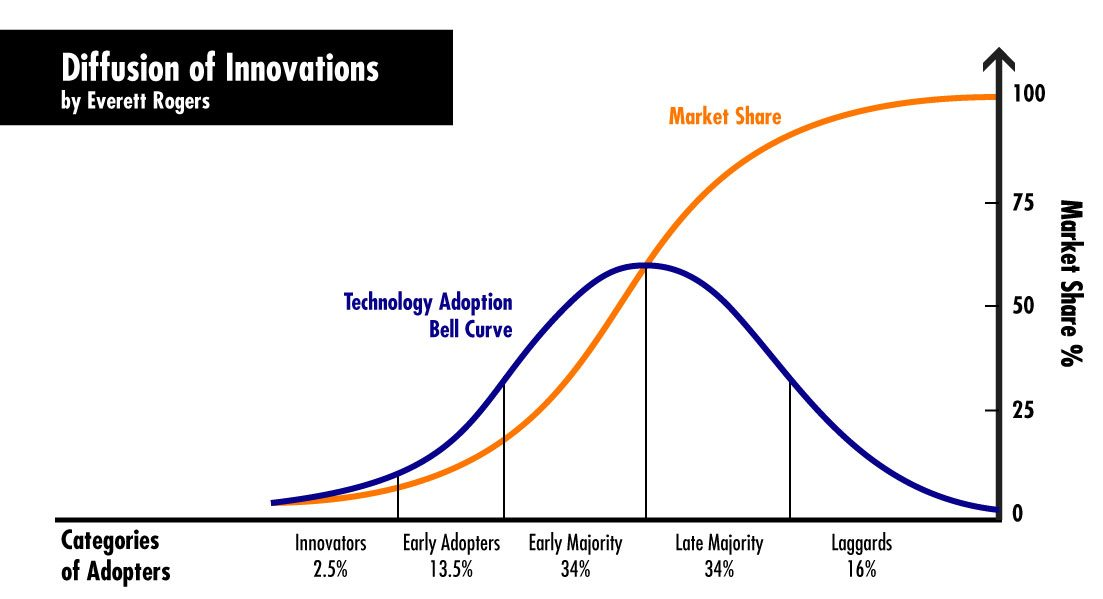 Diffusion of Innovations
by Everett Rogers
Market Share
Technology Adoption
Bell Curve
100
75
50
25
0
Market Share %
Categories
of Adopters
Innovators
2.5%
Early Adopters
13.5%
Early Majority
34%
Late Majority
34%
Laggards
16%